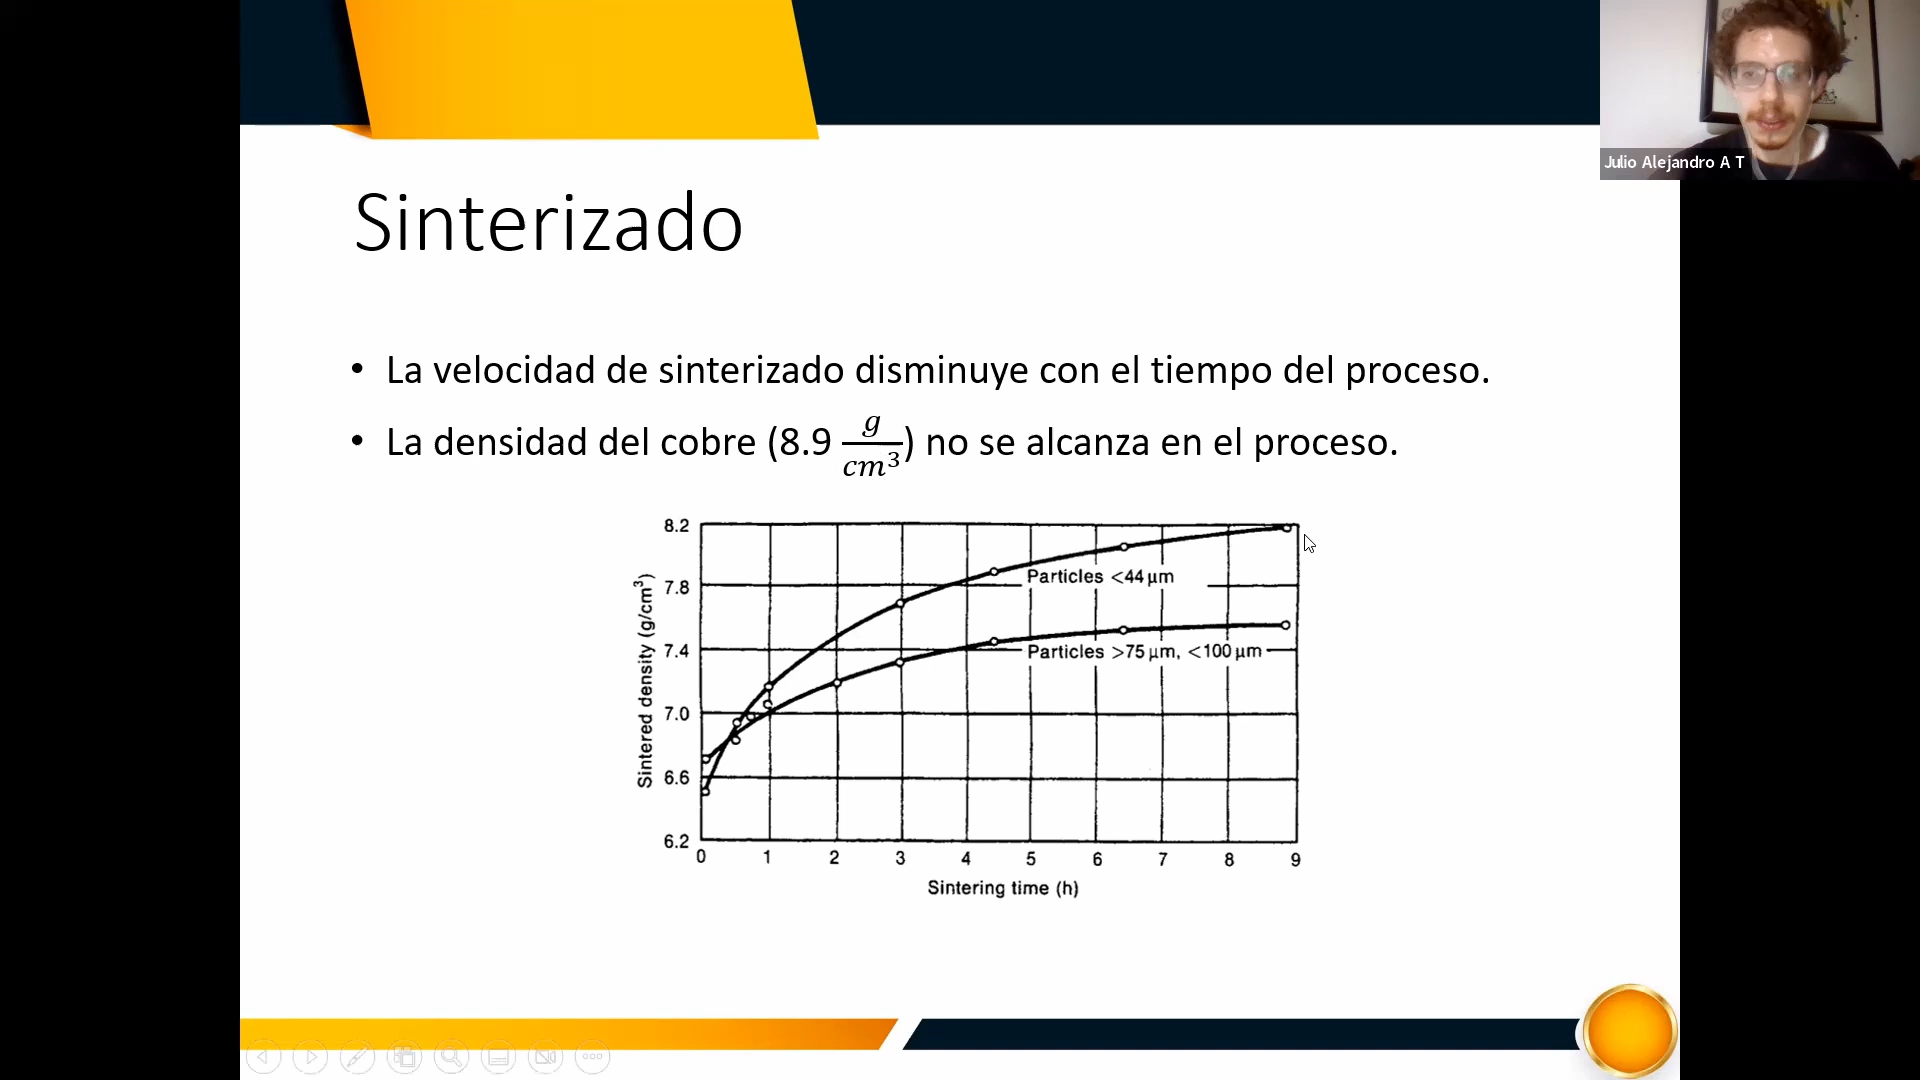 Julio Alejandro A T
Sinterizado
• La velocidad de sinterizado disminuye con el tiempo del proceso.
• La densidad del cobre (8.9 g/cm³) no se alcanza en el proceso.
8.2
7.8
7.4
7.0
6.6
6.2
Sintered density (g/cm³)
Particles <44 μm
Particles >75 μm, <100 μm
0 1 2 3 4 5 6 7 8 9
Sintering time (h)